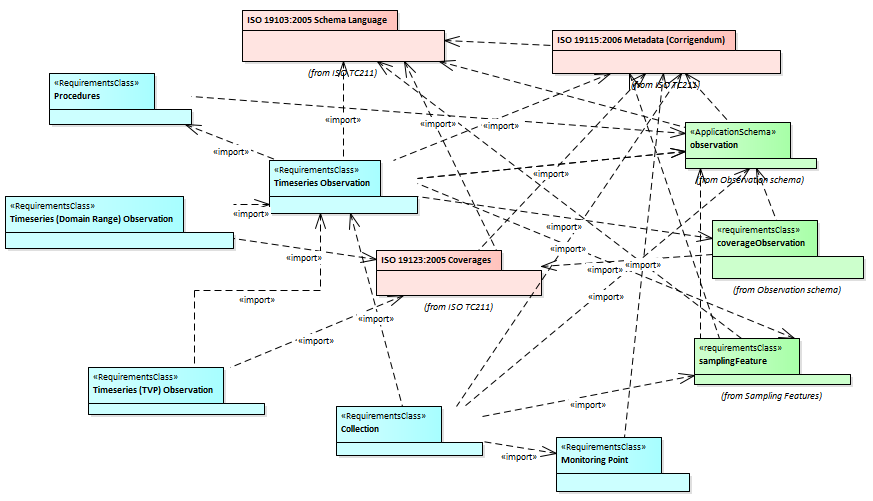 ISO 19103:2005 Schema Language
(from ISO TC211)
ISO 19115:2006 Metadata (Corrigendum)
(from ISO TC211)
«RequirementsClass»
Procedures
«import»
«import»
«import»
«ApplicationSchema»
observation
(from Observation schema)
«import»
«RequirementsClass»
Timeseries Observation
«import»
«RequirementsClass»
Timeseries (Domain Range) Observation
«import»
«import»
«requirementsClass»
coverageObservation
(from Observation schema)
«import»
«import»
ISO 19123:2005 Coverages
(from ISO TC211)
«import»
«import»
«import»
«import»
«import»
«import»
«requirementsClass»
samplingFeature
(from Sampling Features)
«RequirementsClass»
Timeseries (TVP) Observation
«import»
«RequirementsClass»
Collection
«import»
«RequirementsClass»
Monitoring Point